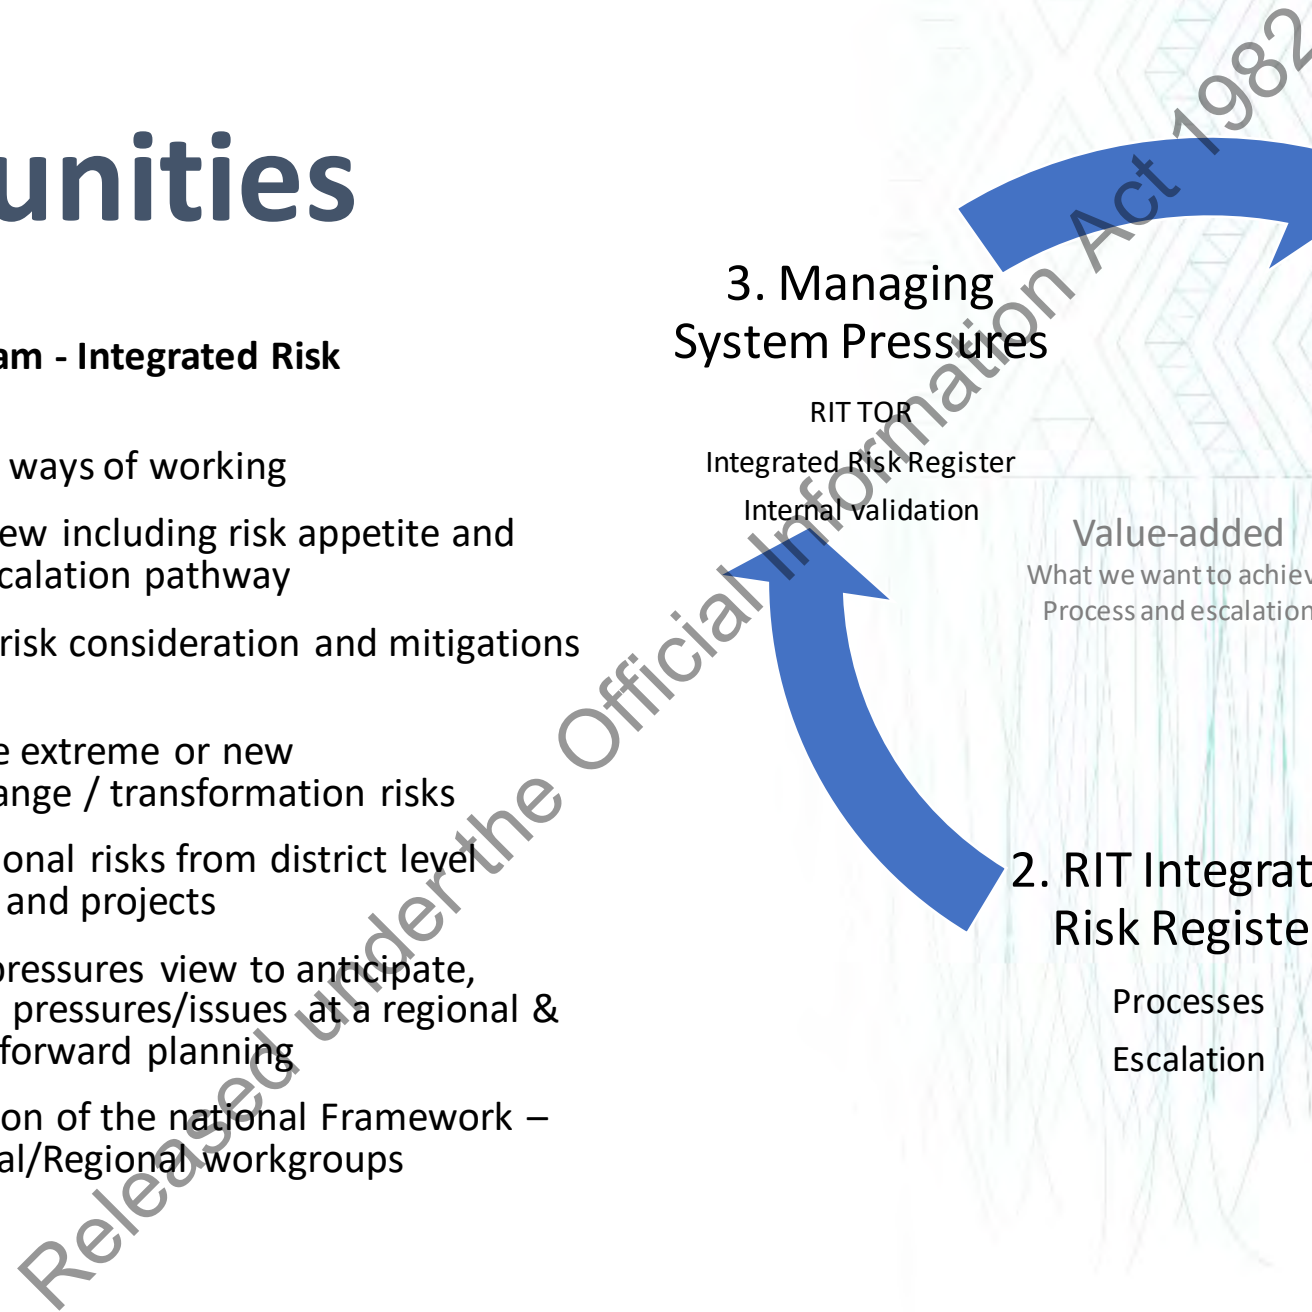 unities
am - Integrated Risk
ways of working
ew including risk appetite and
calation pathway
risk consideration and mitigations
e extreme or new
ange / transformation risks
onal risks from district level
and projects
pressures view to anticipate,
pressures/issues at a regional &
forward planning
on of the national Framework –
al/Regional workgroups
3. Managing
System Pressures
RIT TOR
Integrated Risk Register
Internal validation
Value-added
What we want to achiev
Process and escalation
2. RIT Integrat
Risk Registe
Processes
Escalation
Released under the Official Information Act 1982